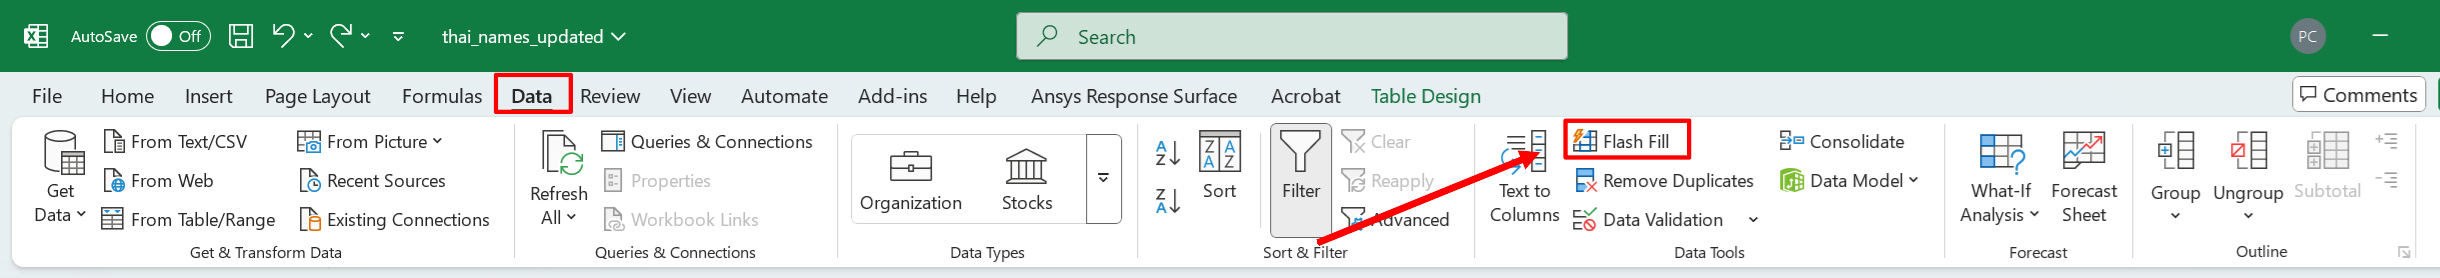 AutoSave Off thai_names_updated Search PC
File Home Insert Page Layout Formulas Data Review View Automate Add-ins Help Ansys Response Surface Acrobat Table Design Comments
Get Data
From Text/CSV
From Web
From Table/Range
From Picture
Recent Sources
Existing Connections
Get & Transform Data
Refresh All
Queries & Connections
Properties
Workbook Links
Queries & Connections
Organization
Stocks
Data Types
Sort
Filter
Clear
Reapply
Advanced
Sort & Filter
Text to Columns
Flash Fill
Remove Duplicates
Data Validation
Consolidate
Data Model
Data Tools
What-If Analysis
Forecast Sheet
Forecast
Group
Ungroup
Subtotal
Outline